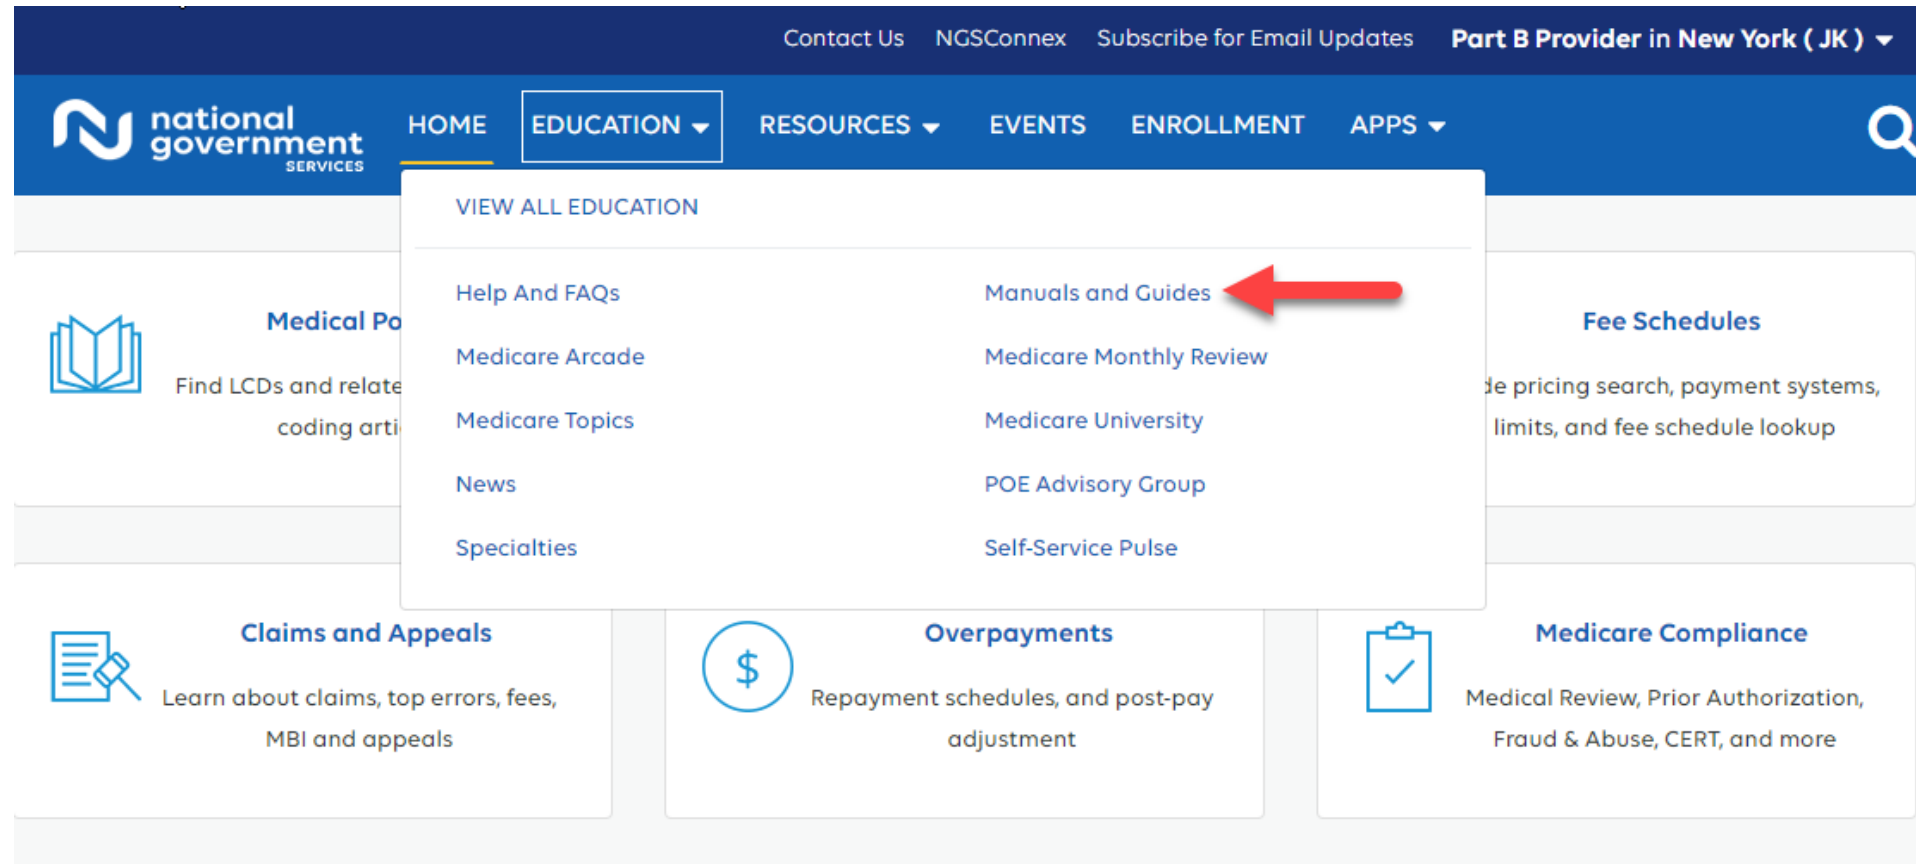 Contact Us NGSConnex Subscribe for Email Updates Part B Provider in New York ( JK )
national
government
SERVICES
HOME EDUCATION RESOURCES EVENTS ENROLLMENT APPS
VIEW ALL EDUCATION
Help And FAQs
Manuals and Guides
Medicare Arcade
Medicare Monthly Review
Medicare Topics
Medicare University
News
POE Advisory Group
Specialties
Self-Service Pulse
Medical Po
Find LCDs and relate
coding arti
Fee Schedules
de pricing search, payment systems,
limits, and fee schedule lookup
Claims and Appeals
Learn about claims, top errors, fees,
MBI and appeals
$
Overpayments
Repayment schedules, and post-pay
adjustment
Medicare Compliance
Medical Review, Prior Authorization,
Fraud & Abuse, CERT, and more